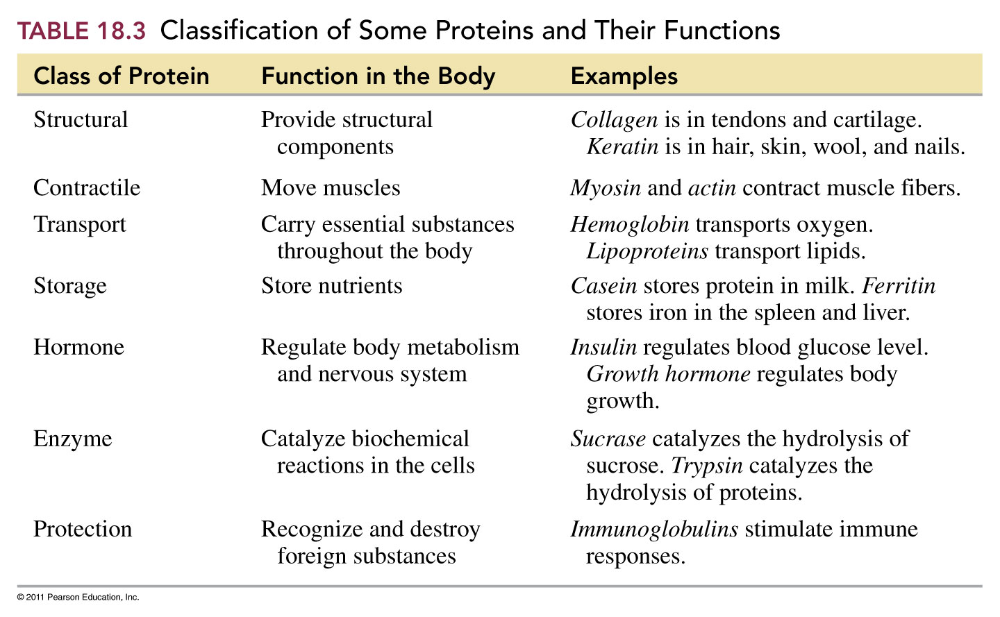 TABLE 18.3 Classification of Some Proteins and Their Functions
Class of Protein Function in the Body Examples
Structural Provide structural Collagen is in tendons and cartilage.
components Keratin is in hair, skin, wool, and nails.
Contractile Move muscles Myosin and actin contract muscle fibers.
Transport Carry essential substances Hemoglobin transports oxygen.
throughout the body Lipoproteins transport lipids.
Storage Store nutrients Casein stores protein in milk. Ferritin
stores iron in the spleen and liver.
Hormone Regulate body metabolism Insulin regulates blood glucose level.
and nervous system Growth hormone regulates body
growth.
Enzyme Catalyze biochemical Sucrase catalyzes the hydrolysis of
reactions in the cells sucrose. Trypsin catalyzes the
hydrolysis of proteins.
Protection Recognize and destroy Immunoglobulins stimulate immune
foreign substances responses.
© 2011 Pearson Education, Inc.